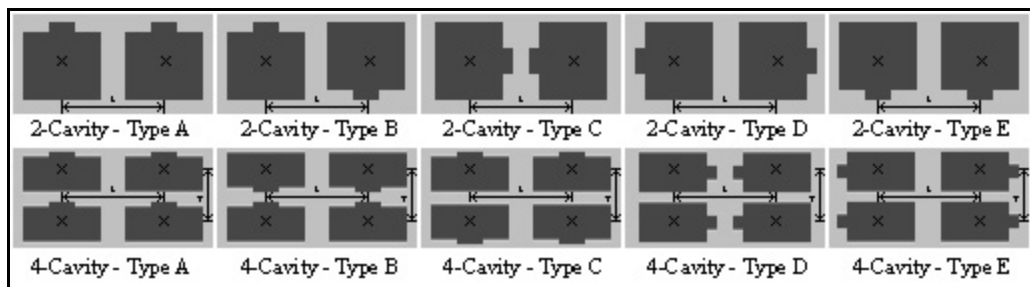 L L L L L
2-Cavity - Type A 2-Cavity - Type B 2-Cavity - Type C 2-Cavity - Type D 2-Cavity - Type E
L T L T L T L T L T
4-Cavity - Type A 4-Cavity - Type B 4-Cavity - Type C 4-Cavity - Type D 4-Cavity - Type E